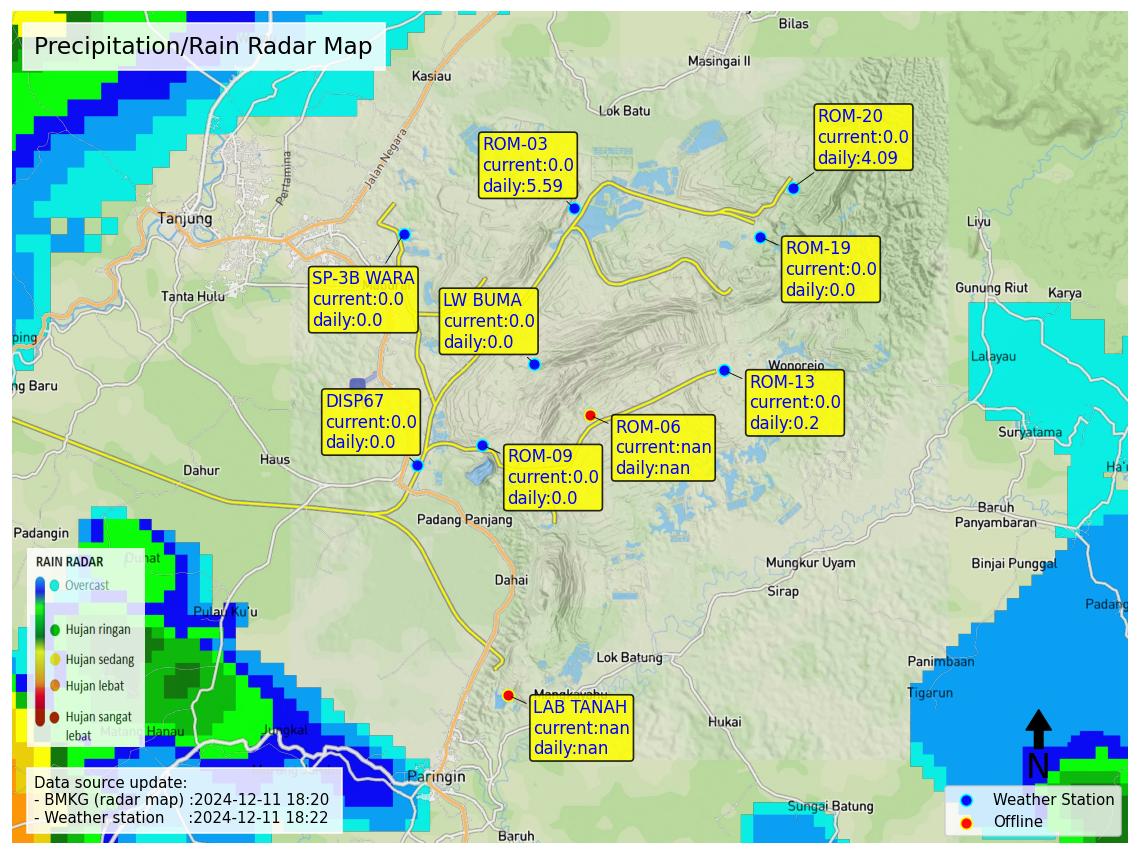 Precipitation/Rain Radar Map
Bilas
Masingai II
Kasiau
Lok Batu
Jalan Negara
Pertamina
Tanjung
Tanta Hulu
ROM-03
current:0.0
daily:5.59
ROM-20
current:0.0
daily:4.09
ROM-19
current:0.0
daily:0.0
SP-3B WARA
current:0.0
daily:0.0
LW BUMA
current:0.0
daily:0.0
Liyu
Gunung Riut
Karya
Lalayau
Wonorejo
ROM-13
current:0.0
daily:0.2
ping
ng Baru
DISP67
current:0.0
daily:0.0
ROM-06
current:nan
daily:nan
ROM-09
current:0.0
daily:0.0
Suryatama
Ha'u
Haus
Dahur
Padang Panjang
Baruh
Panyambaran
Padangin
Duhat
Dahai
Mungkur Uyam
Binjai Punggal
Sirap
Padang
Pulau Ku'u
RAIN RADAR
Overcast
Hujan ringan
Hujan sedang
Hujan lebat
Hujan sangat
lebat
Lok Batung
Panimbaan
Tigarun
Mangkayahu
LAB TANAH
current:nan
daily:nan
Hukai
Matang Hanau
Jungkal
Paringin
Sungai Batung
Baruh
Data source update:
- BMKG (radar map) :2024-12-11 18:20
- Weather station :2024-12-11 18:22
N
Weather Station
Offline